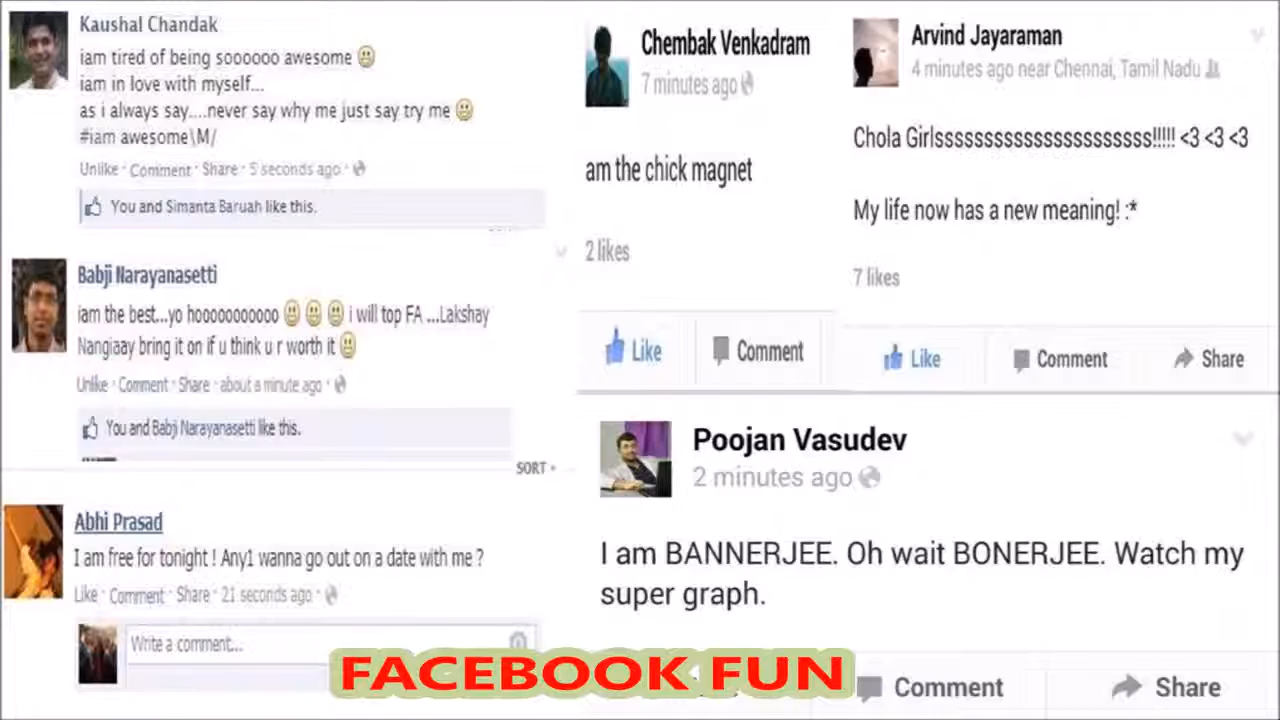 Kaushal Chandak
iam tired of being soooooo awesome
iam in love with myself...
as i always say....never say why me just say try me
#iam awesome\M/
Unlike · Comment · Share · 5 seconds ago ·
You and Simanta Baruah like this.
Babji Narayanasetti
iam the best...yo hooooooooooo i will top FA ...Lakshay
Nangiaay bring it on if u think u r worth it
Unlike · Comment · Share · about a minute ago ·
You and Babji Narayanasetti like this.
SORT
Abhi Prasad
I am free for tonight ! Any1 wanna go out on a date with me ?
Like · Comment · Share · 21 seconds ago ·
Write a comment...
Chembak Venkadram
7 minutes ago
am the chick magnet
2 likes
Like Comment
Arvind Jayaraman
4 minutes ago near Chennai, Tamil Nadu
Chola Girlssssssssssssssssssssss!!!!! <3 <3 <3
My life now has a new meaning! :*
7 likes
Like Comment Share
Poojan Vasudev
2 minutes ago
I am BANNERJEE. Oh wait BONERJEE. Watch my
super graph.
Comment Share
FACEBOOK FUN